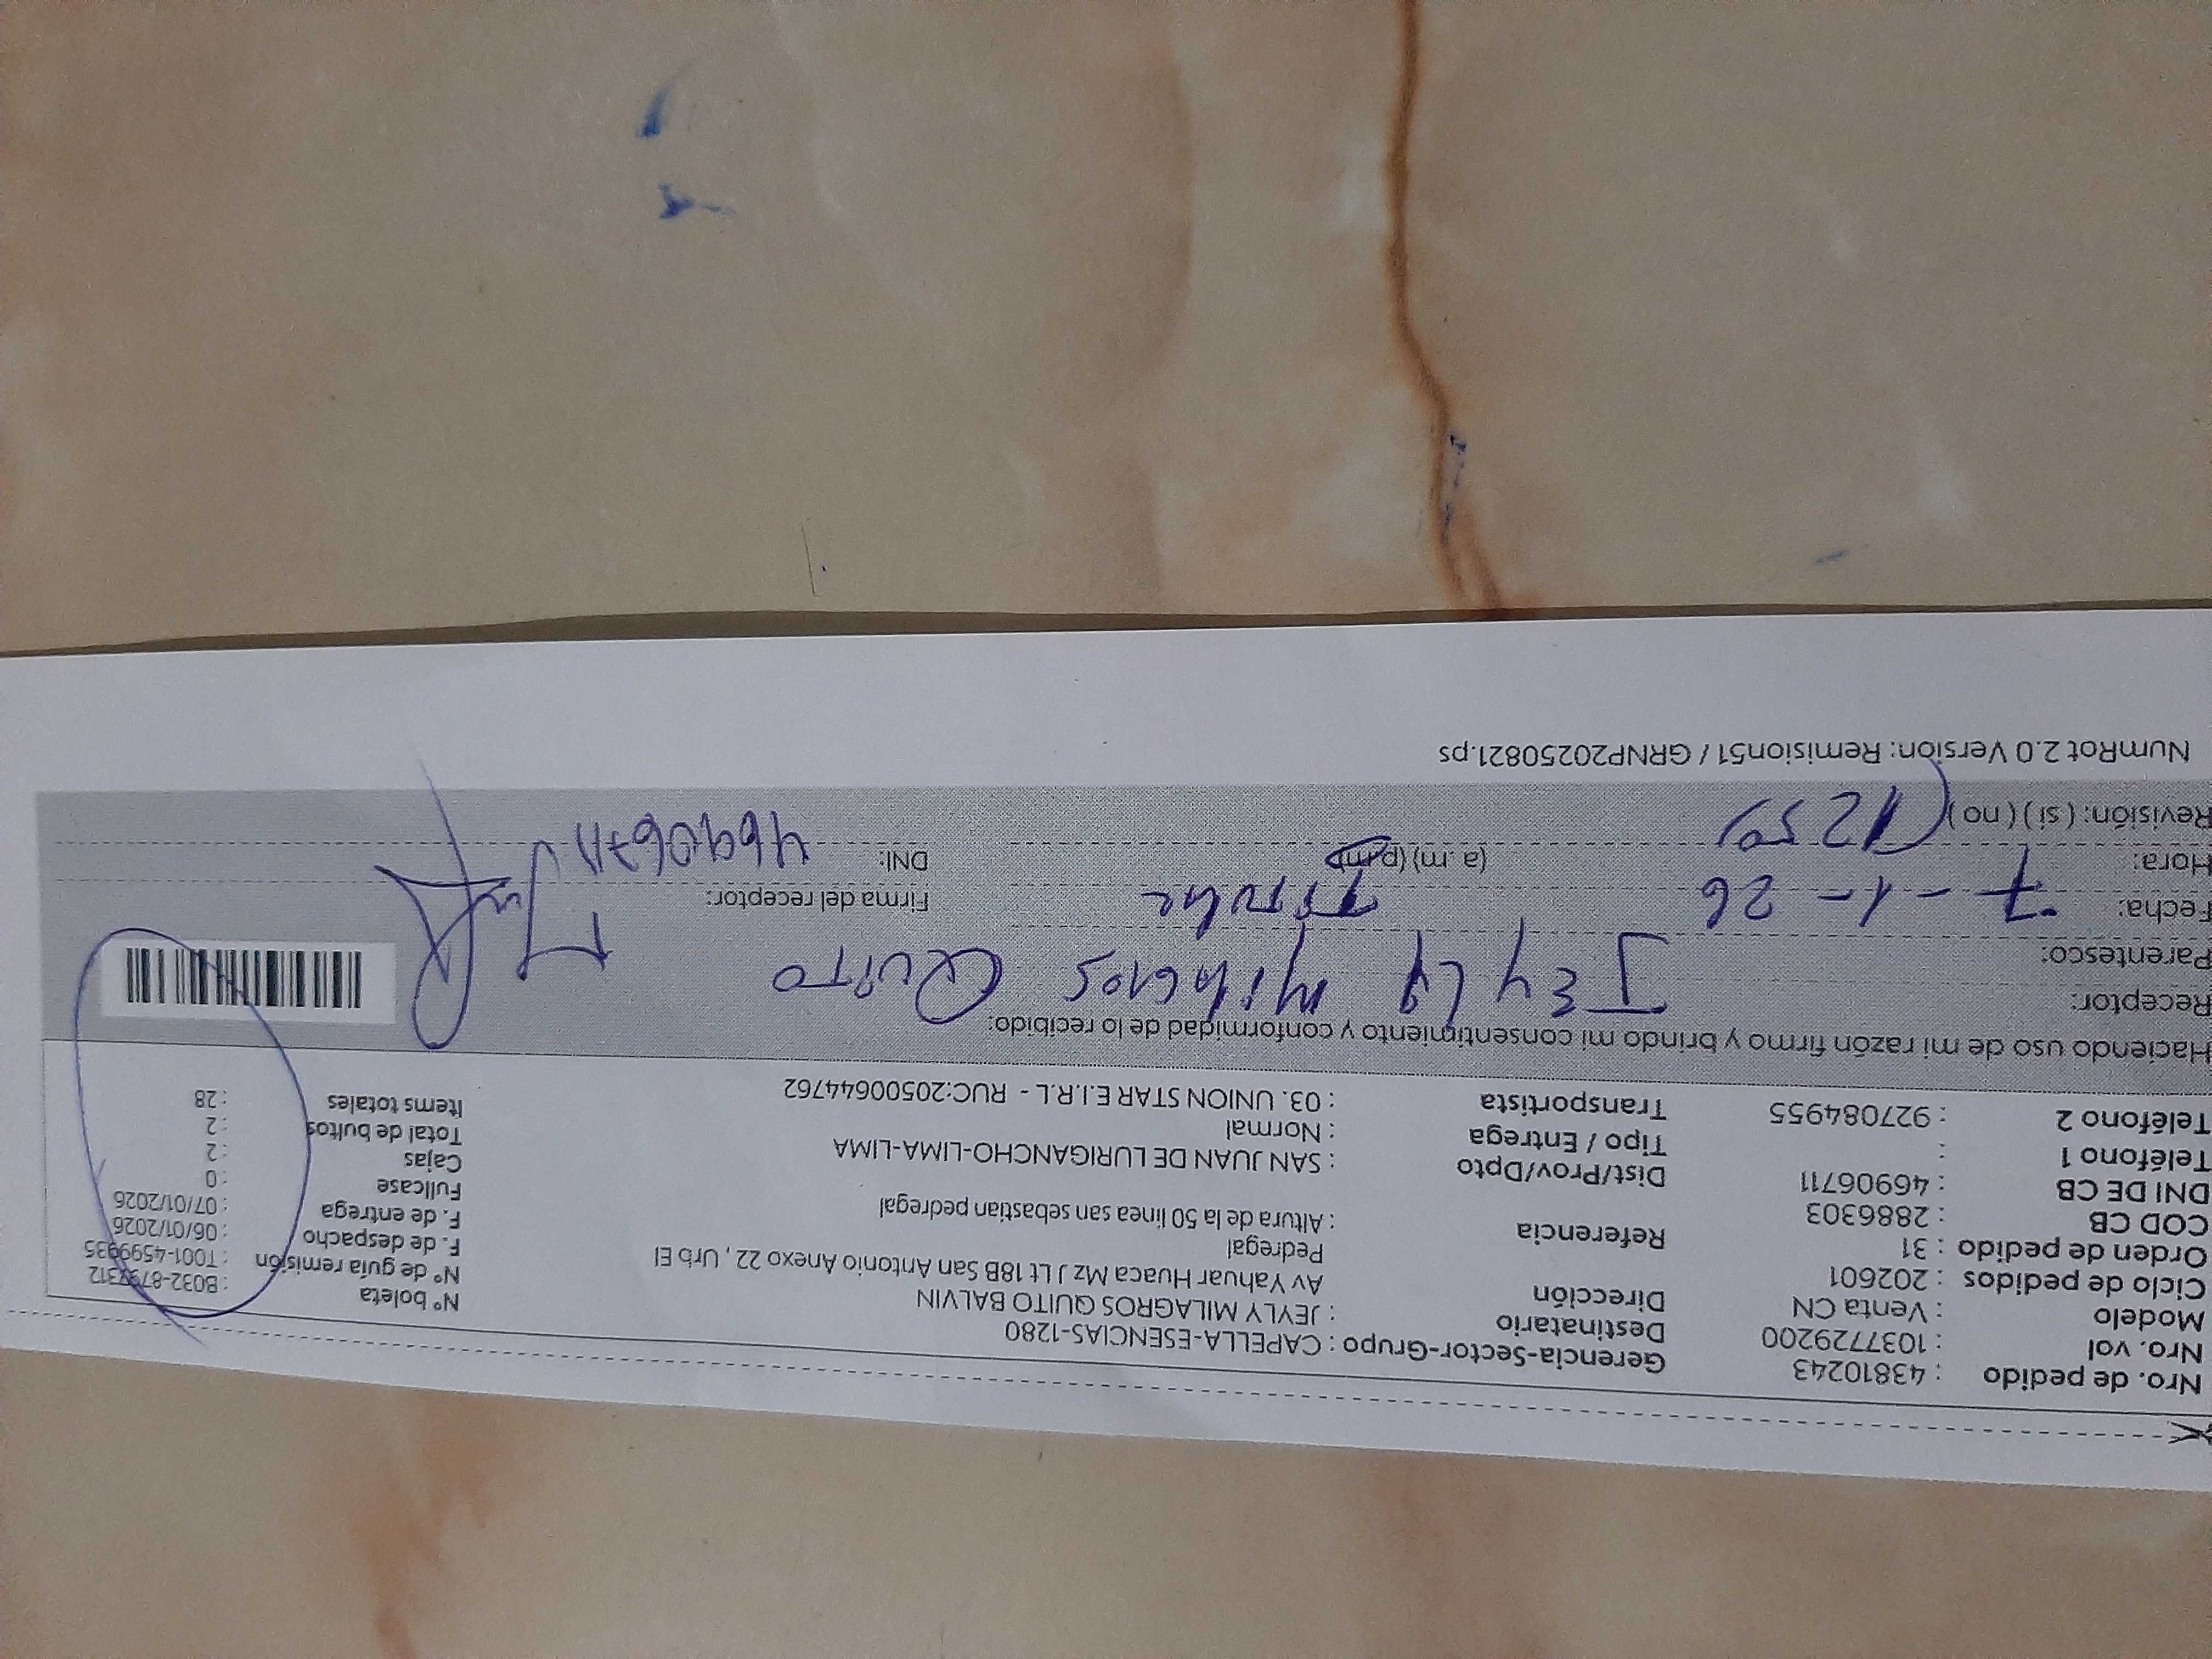 Nro. de pedido : 43810243
Nro. vol : 1037729200
Modelo : Venta CN
Ciclo de pedidos : 202601
Orden de pedido : 31
COD CB : 2886303
DNI DE CB : 46906711
Teléfono 1 :
Teléfono 2 : 927084955
Gerencia-Sector-Grupo : CAPELLA-ESENCIAS-1280
Destinatario : JEYLY MILAGROS QUITO BALVIN
Dirección Av Yahuar Huaca Mz J Lt 18B San Antonio Anexo 22 , Urb El
Pedregal
Referencia : Altura de la 50 linea san sebastian pedregal
Dist/Prov/Dpto : SAN JUAN DE LURIGANCHO-LIMA-LIMA
Tipo / Entrega : Normal
Transportista : 03. UNION STAR E.I.R.L - RUC:20500644762
N° boleta : B032-8797312
N° de guía remisión : T001-4599935
F. de despacho : 06/01/2026
F. de entrega : 07/01/2026
Fullcase : 0
Cajas : 2
Total de bultos : 2
Items totales : 28
Haciendo uso de mi razón firmo y brindo mi consentimiento y conformidad de lo recibido:
Receptor: JEYLY MILAGROS QUITO
Parentesco: Titular
Fecha: 7-1-26
Hora: 12 50 (a .m) (p.m)
Revisión: ( si ) ( no )
Firma del receptor:
DNI: 46906711
NumRot 2.0 Versión: Remision51 / GRNP20250821.ps